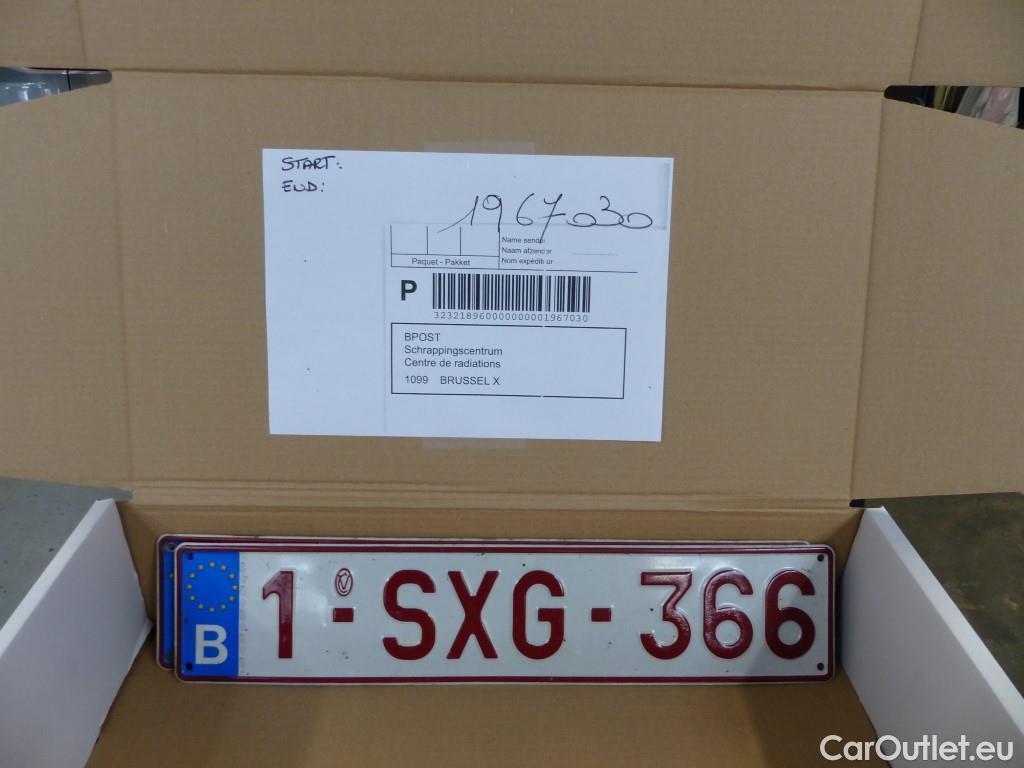 START:
END:
1967030
Name sender
Naam afzender
Paquet - Pakket
Nom expéditeur
P
3232189600000000001967030
BPOST
Schrappingscentrum
Centre de radiations
1099 BRUSSEL X
B 1-SXG-366
CarOutlet.eu